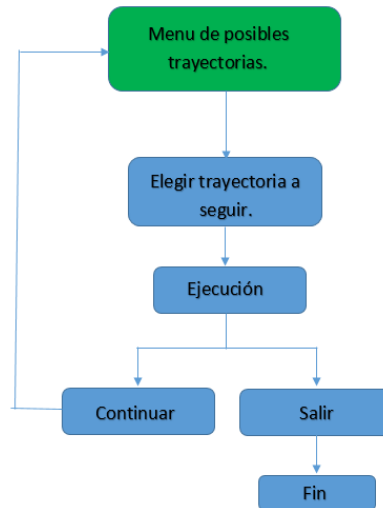 Menu de posibles
trayectorias.
Elegir trayectoria a
seguir.
Ejecución
Continuar
Salir
Fin